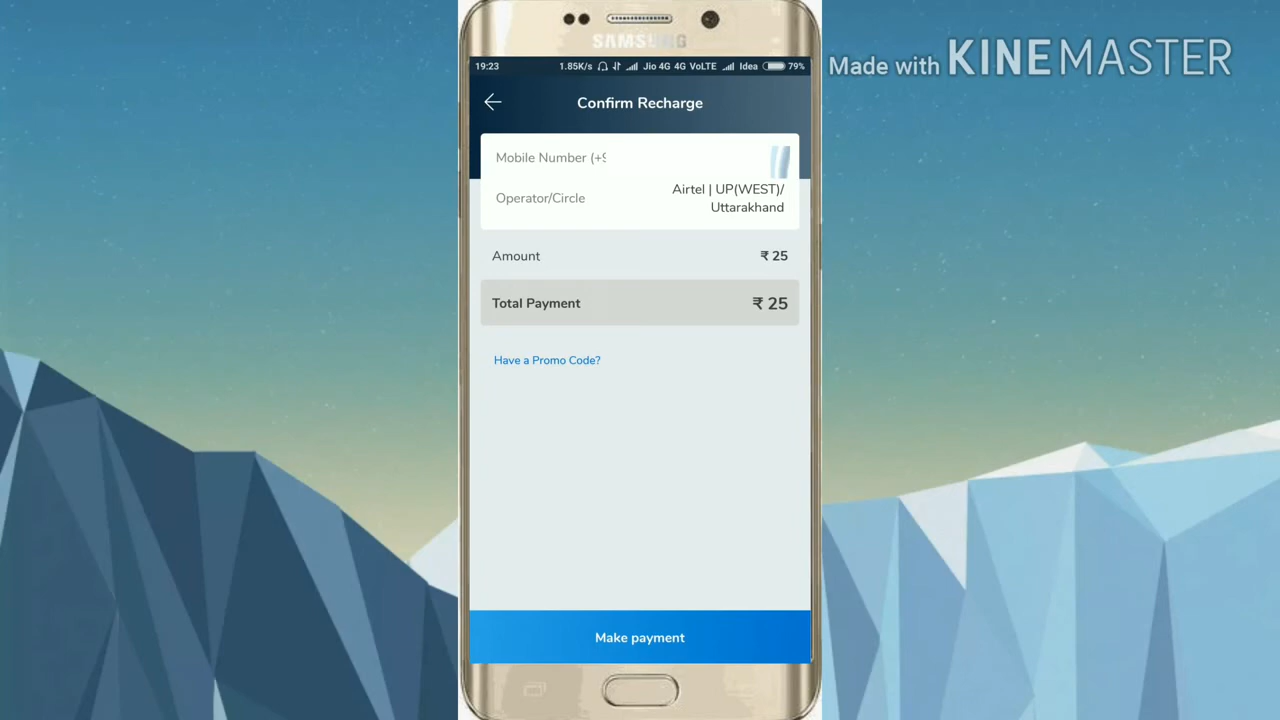 Made with KINEMASTER
SAMSUNG
19:23 1.85K/s Jio 4G 4G VoLTE Idea 79%
Confirm Recharge
Mobile Number (+9
Operator/Circle
Airtel | UP(WEST)/
Uttarakhand
Amount ₹ 25
Total Payment ₹ 25
Have a Promo Code?
Make payment